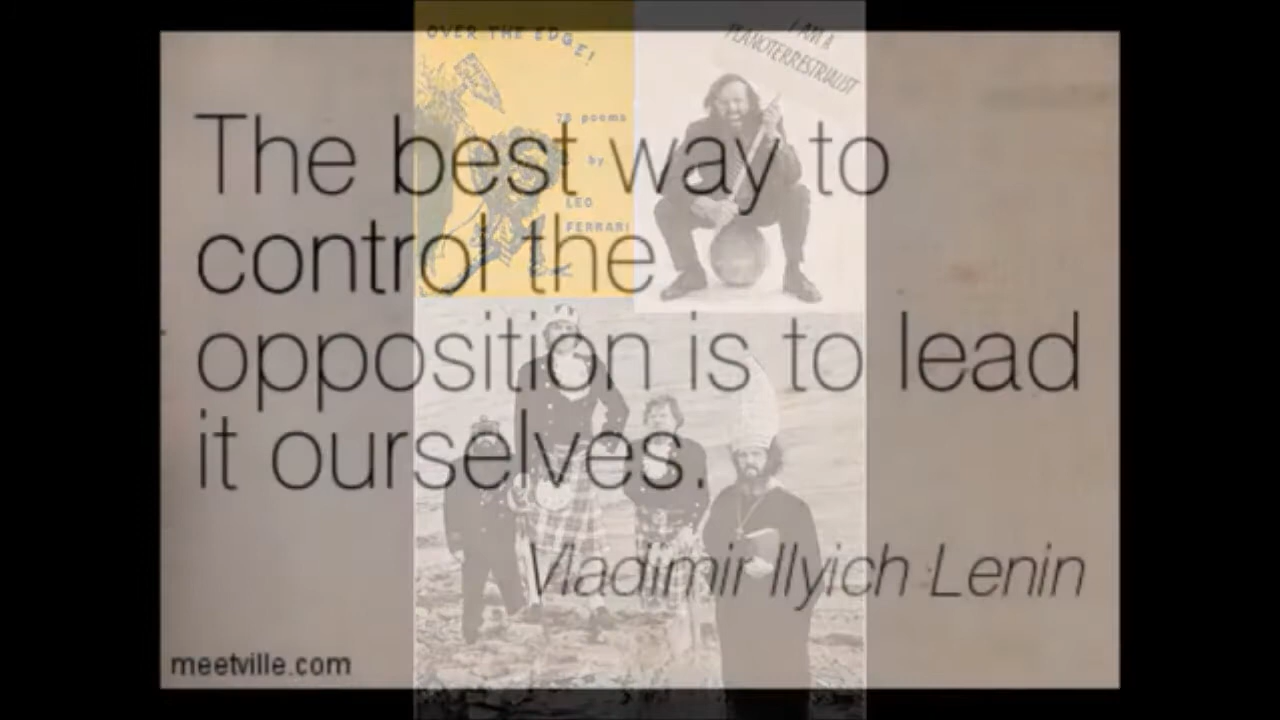 OVER THE EDGE!
78 poems
by
LEO
FERRARI
I AM A
PLANOTERRESTRIALIST
The best way to
control the
opposition is to lead
it ourselves.
Vladimir Ilyich Lenin
meetville.com